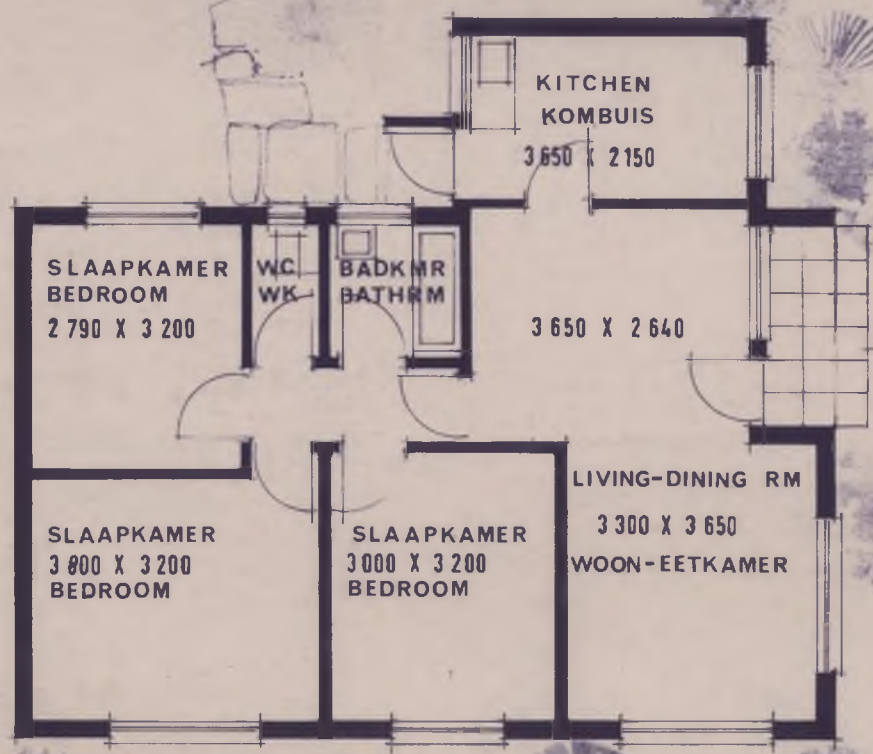 KITCHEN
KOMBUIS
3 650 X 2 150
SLAAPKAMER
BEDROOM
2 790 X 3 200
WC
WK
BADKMR
BATHRM
3 650 X 2 640
SLAAPKAMER
3 800 X 3 200
BEDROOM
SLAAPKAMER
3 000 X 3 200
BEDROOM
LIVING-DINING RM
3 300 X 3 650
WOON-EETKAMER